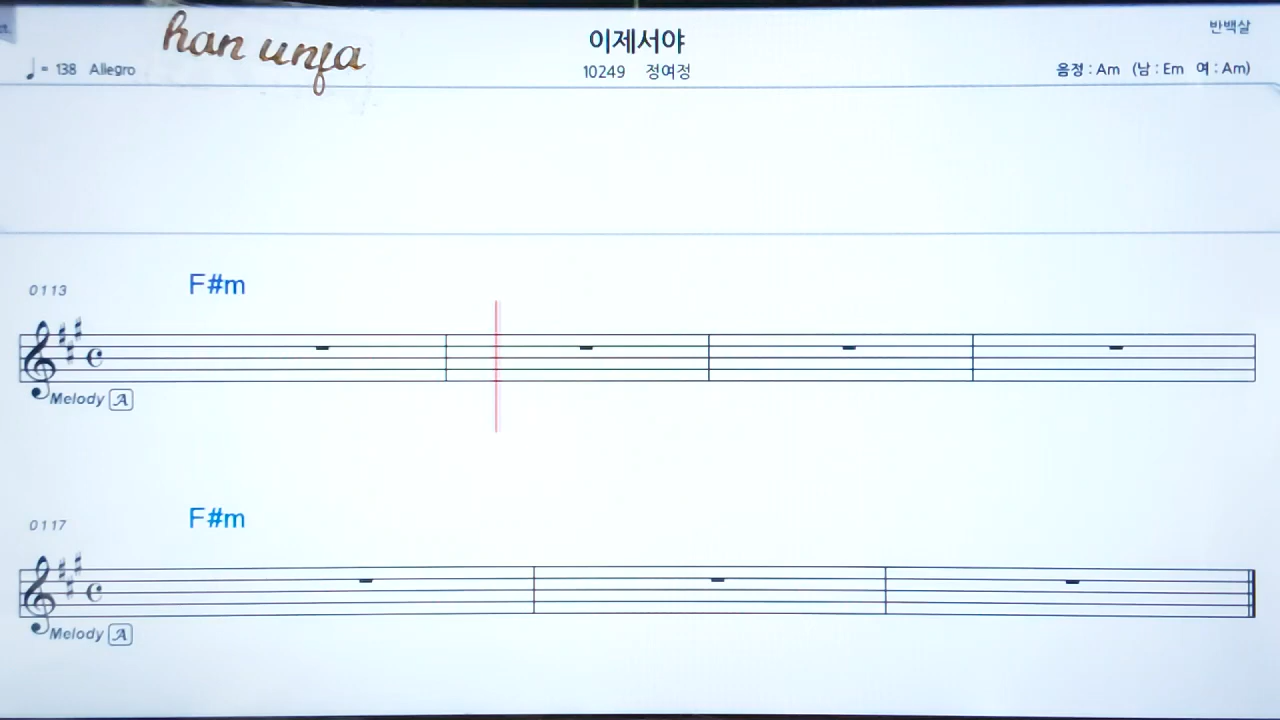 han unja
이제서야
반백살
♩ = 138 Allegro
10249 정여정
음정 : Am (남 : Em 여 : Am)
0113
F#m
Melody A
0117
F#m
Melody A